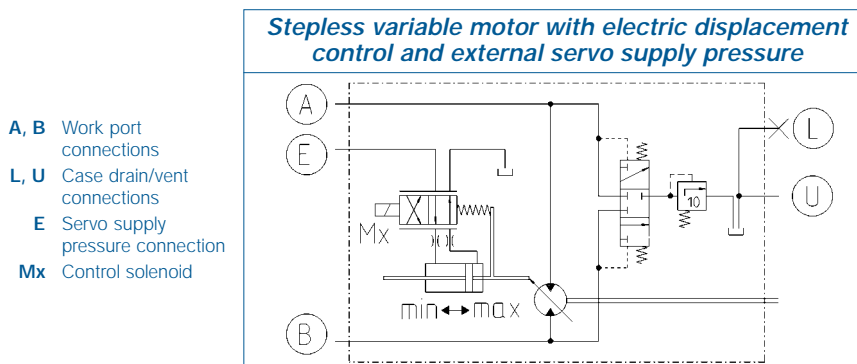 Stepless variable motor with electric displacement
control and external servo supply pressure
A, B Work port
connections
L, U Case drain/vent
connections
E Servo supply
pressure connection
Mx Control solenoid
A
L
E
10
U
Mx
min max
B